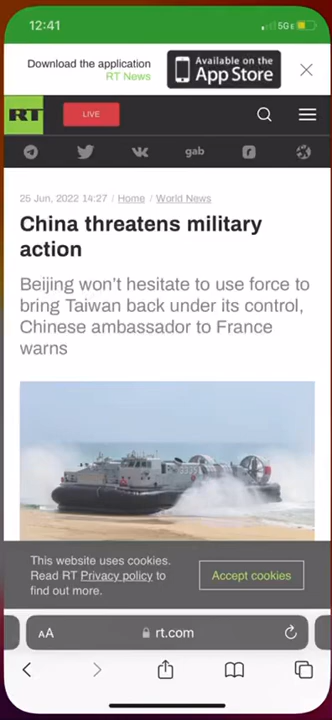 12:41
5G E
Download the application
RT News
Available on the
App Store
RT
LIVE
gab
25 Jun, 2022 14:27 / Home / World News
China threatens military
action
Beijing won't hesitate to use force to
bring Taiwan back under its control,
Chinese ambassador to France
warns
This website uses cookies.
Read RT Privacy policy to
find out more.
Accept cookies
AA
rt.com